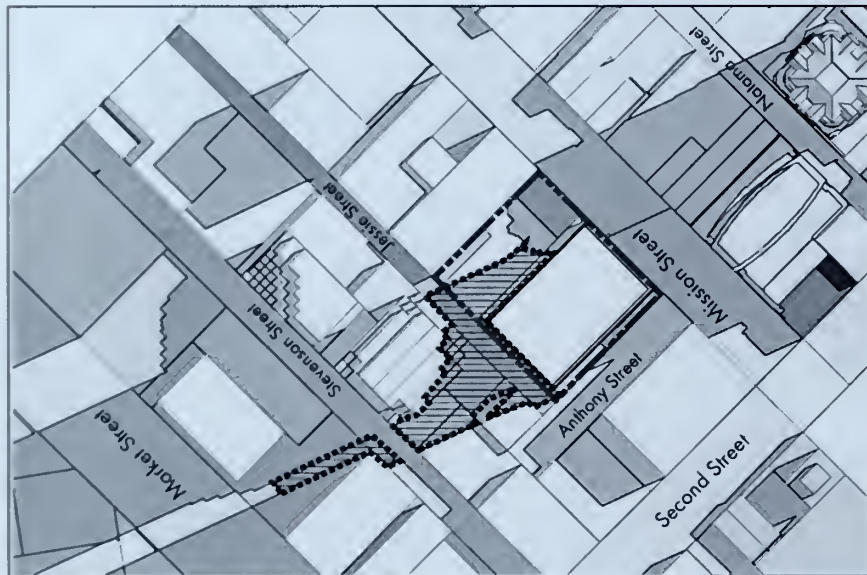 Natoma Street
Jessie Street
Mission Street
Stevenson Street
Anthony Street
Market Street
Second Street